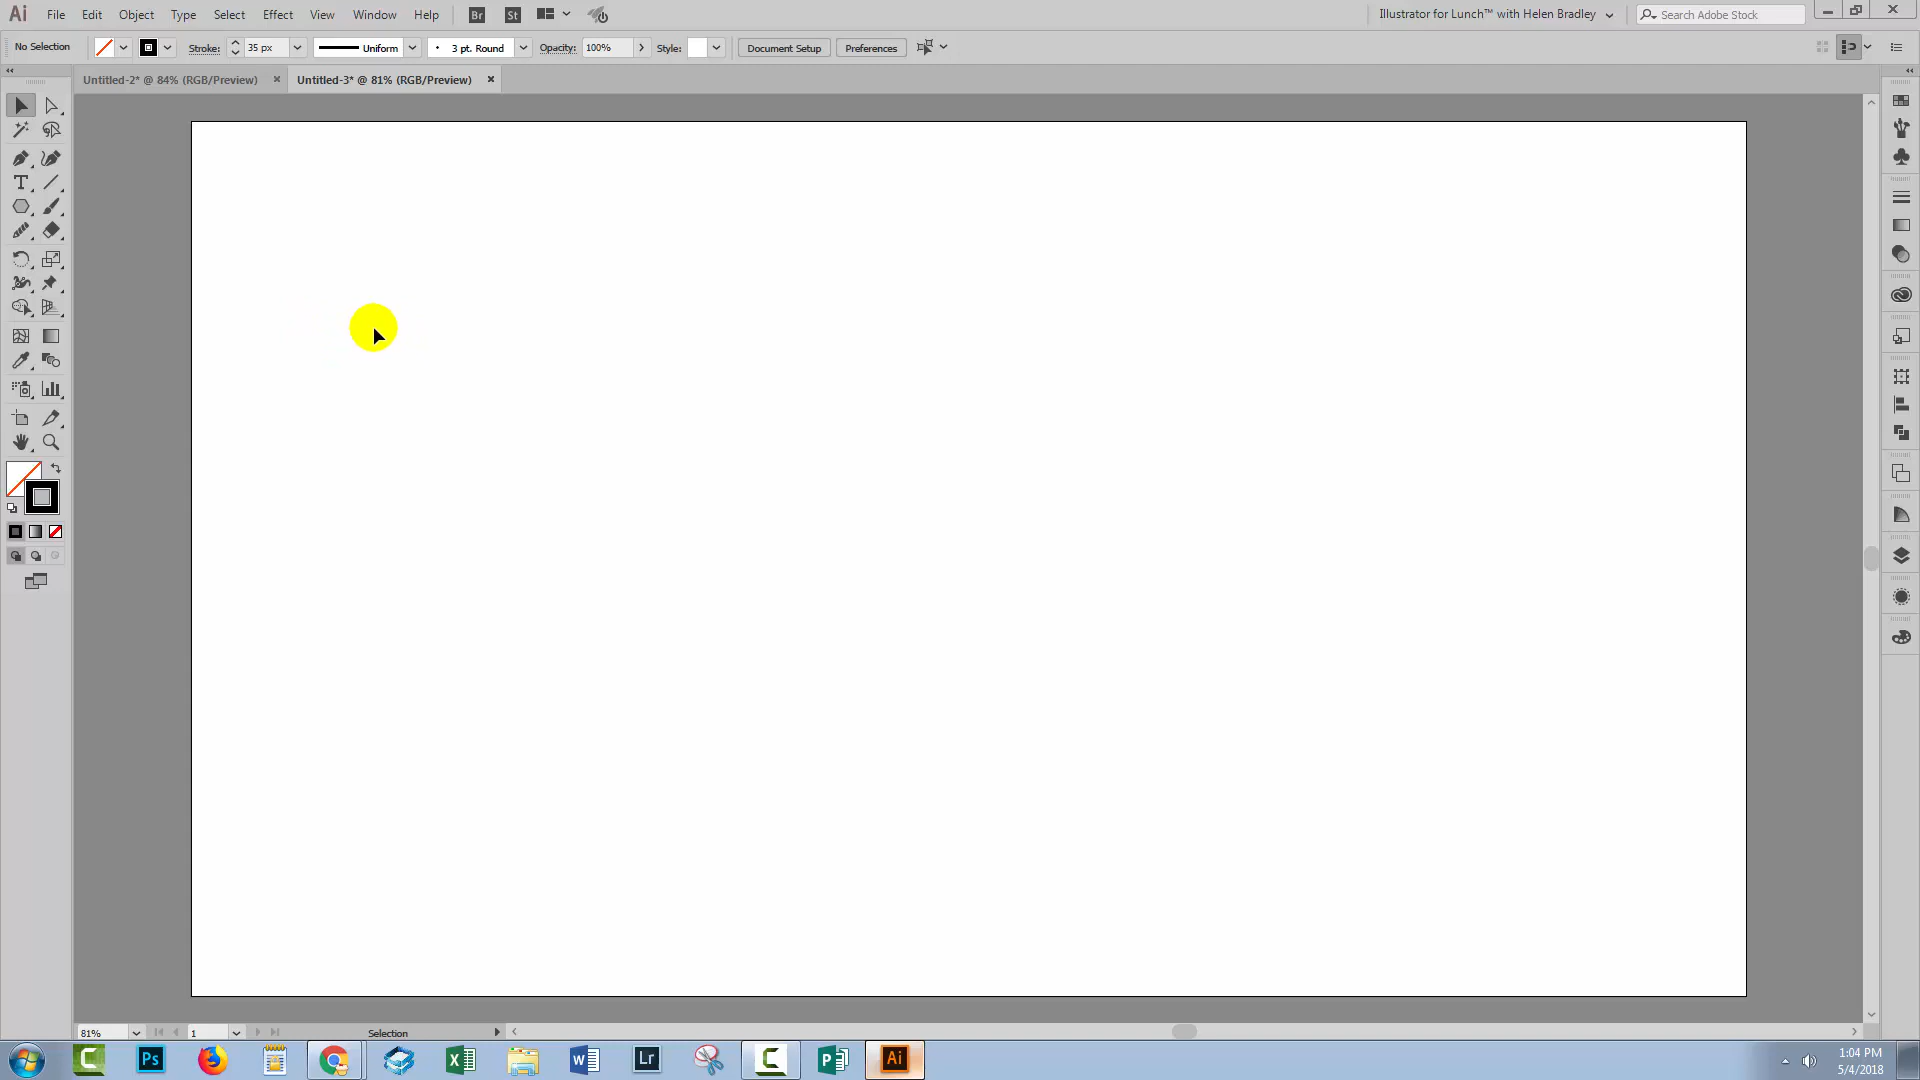 Ai File Edit Object Type Select Effect View Window Help Br St Illustrator for Lunch™ with Helen Bradley Search Adobe Stock
No Selection Stroke: 35 px Uniform 3 pt. Round Opacity: 100% Style: Document Setup Preferences
Untitled-2* @ 84% (RGB/Preview) Untitled-3* @ 81% (RGB/Preview)
T
81% 1 Selection
C Ps X W Lr C P Ai 1:04 PM
5/4/2018